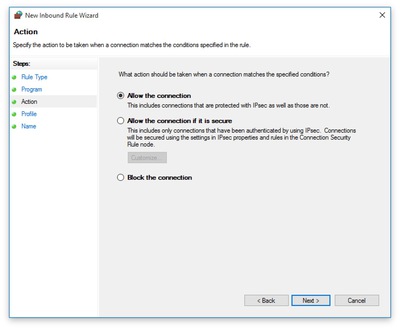 New Inbound Rule Wizard
Action
Specify the action to be taken when a connection matches the conditions specified in the rule.
Steps:
Rule Type
Program
Action
Profile
Name
What action should be taken when a connection matches the specified conditions?
Allow the connection
This includes connections that are protected with IPsec as well as those are not.
Allow the connection if it is secure
This includes only connections that have been authenticated by using IPsec. Connections
will be secured using the settings in IPsec properties and rules in the Connection Security
Rule node.
Customize...
Block the connection
< Back
Next >
Cancel